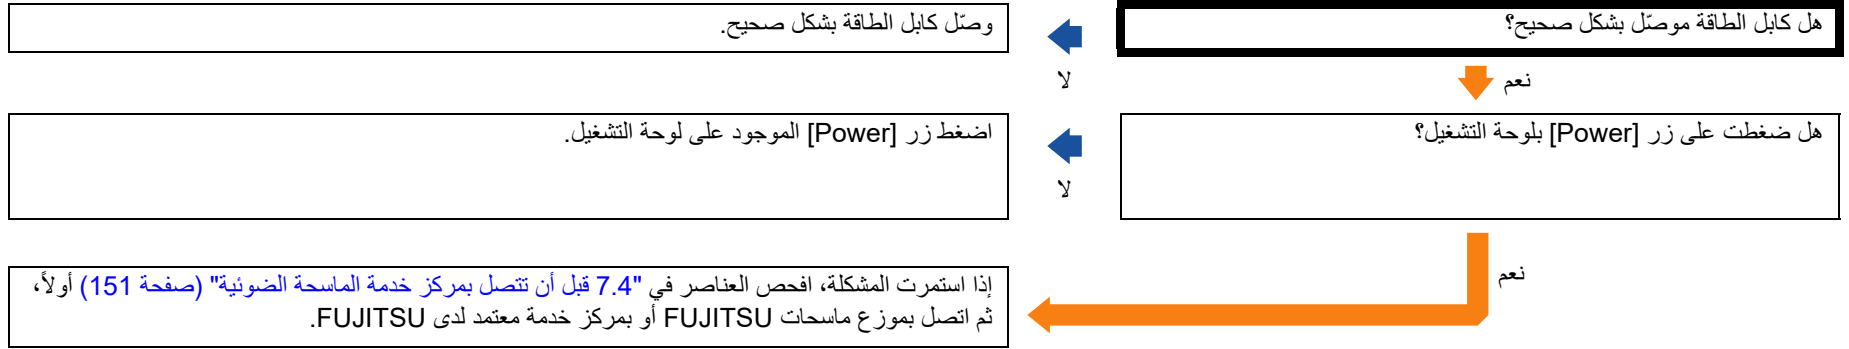 هل كابل الطاقة موصّل بشكل صحيح؟
لا
وصّل كابل الطاقة بشكل صحيح.
نعم
هل ضغطت على زر [Power] بلوحة التشغيل؟
لا
اضغط زر [Power] الموجود على لوحة التشغيل.
نعم
إذا استمرت المشكلة، افحص العناصر في "7.4 قبل أن تتصل بمركز خدمة الماسحة الضوئية" (صفحة 151) أولاً،
ثم اتصل بموزع ماسحات FUJITSU أو بمركز خدمة معتمد لدى FUJITSU.